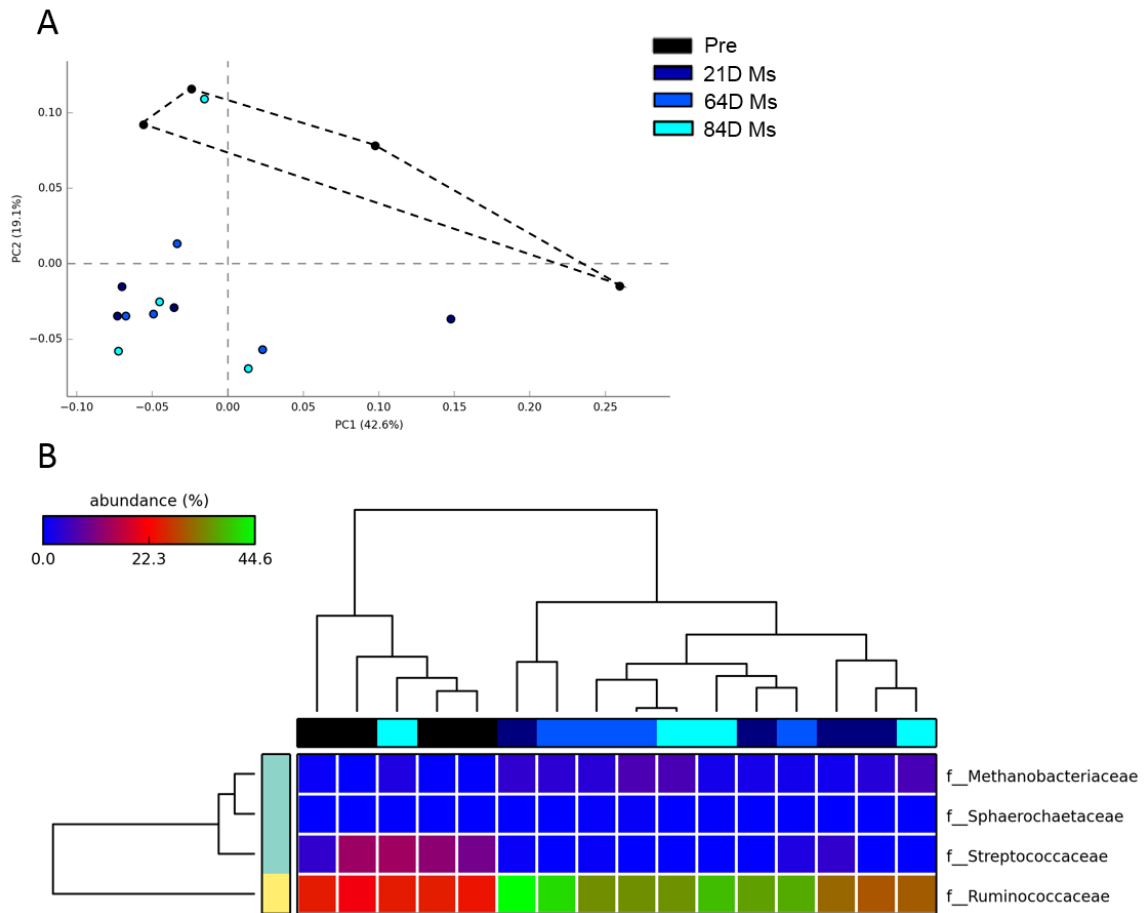 A
Pre
21D Ms
64D Ms
84D Ms
0.10
0.05
0.00
−0.05
PC2 (19.1%)
−0.10
−0.05
0.00
0.05
0.10
0.15
0.20
0.25
PC1 (42.6%)
B
abundance (%)
0.0
22.3
44.6
f__Methanobacteriaceae
f__Sphaerochaetaceae
f__Streptococcaceae
f__Ruminococcaceae